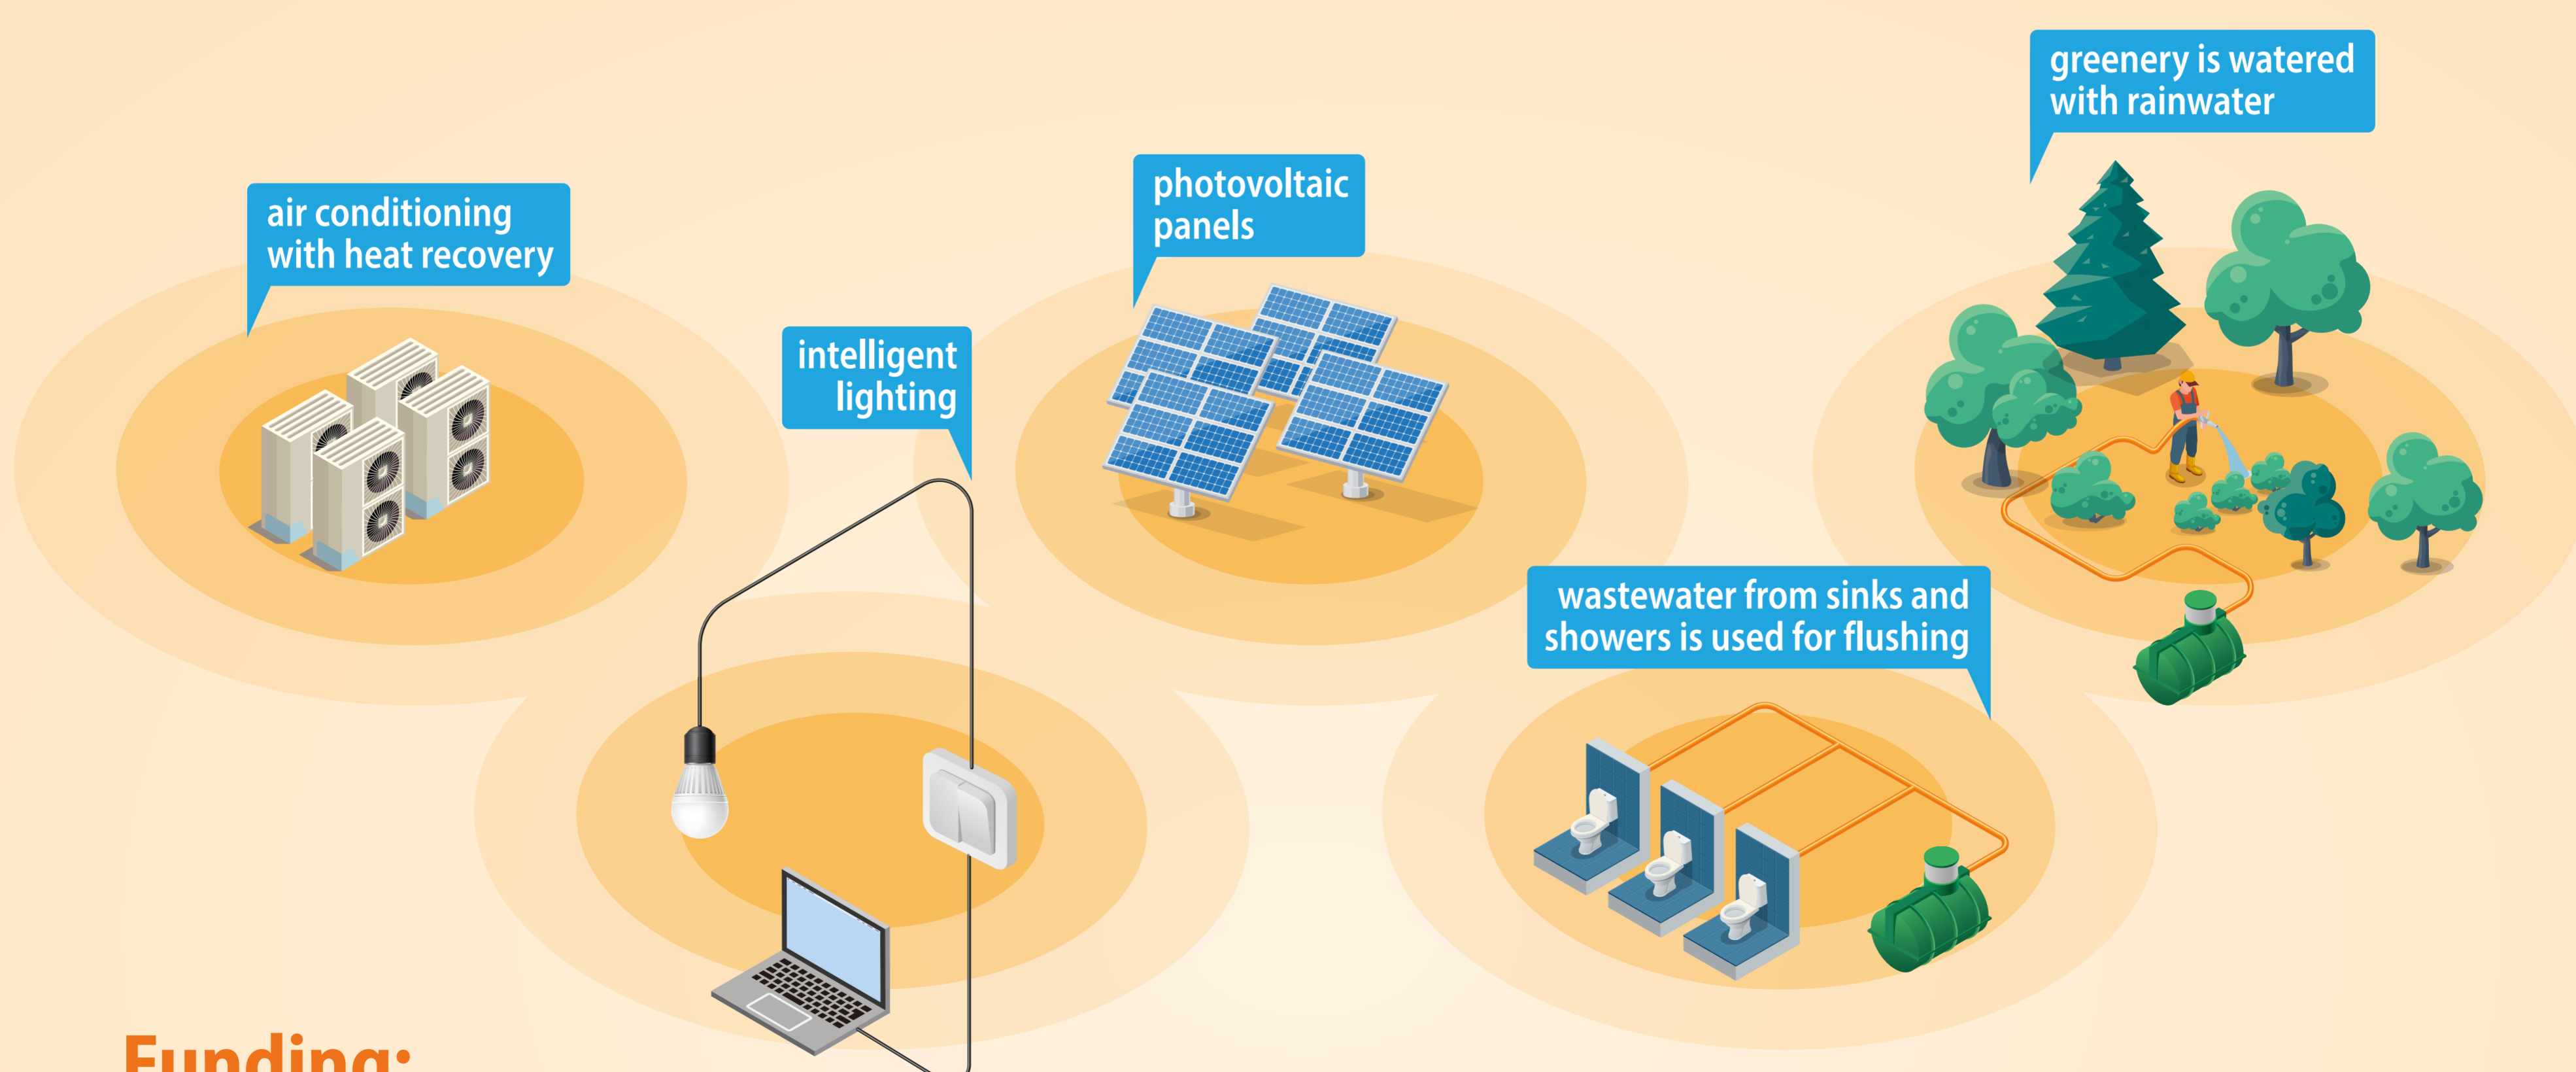 greenery is watered
with rainwater
photovoltaic
panels
air conditioning
with heat recovery
intelligent
lighting
wastewater from sinks and
showers is used for flushing
Funding: